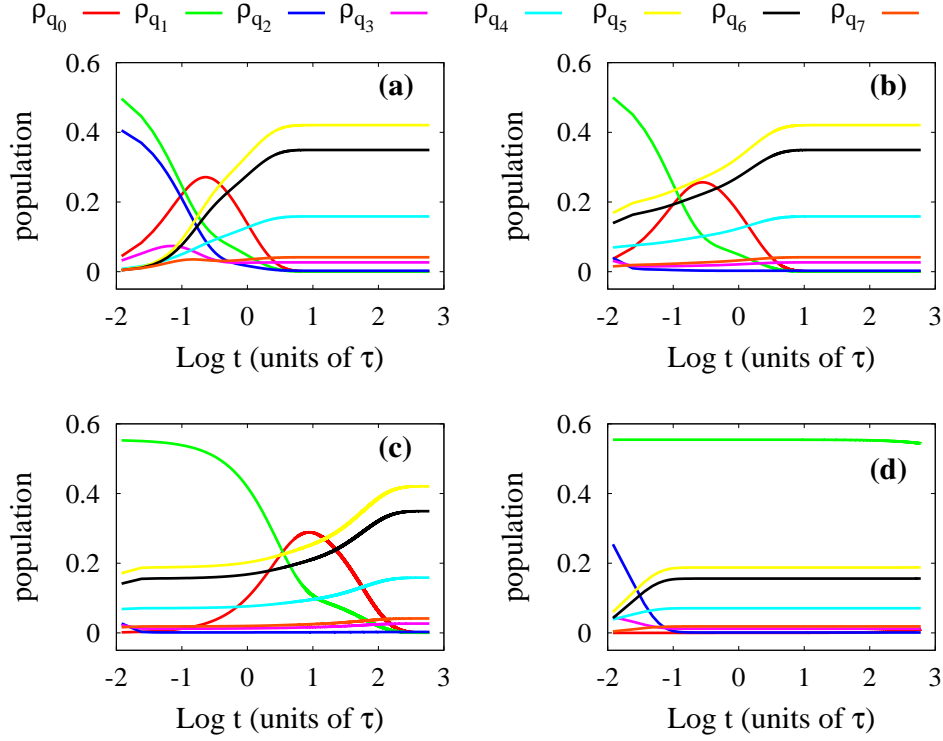 ρq0 ρq1 ρq2 ρq3 ρq4 ρq5 ρq6 ρq7
0.6 (a) 0.6 (b)
0.4 0.4
0.2 0.2
0 0
population population
-2 -1 0 1 2 3 -2 -1 0 1 2 3
Log t (units of τ) Log t (units of τ)
0.6 (c) 0.6 (d)
0.4 0.4
0.2 0.2
0 0
population population
-2 -1 0 1 2 3 -2 -1 0 1 2 3
Log t (units of τ) Log t (units of τ)